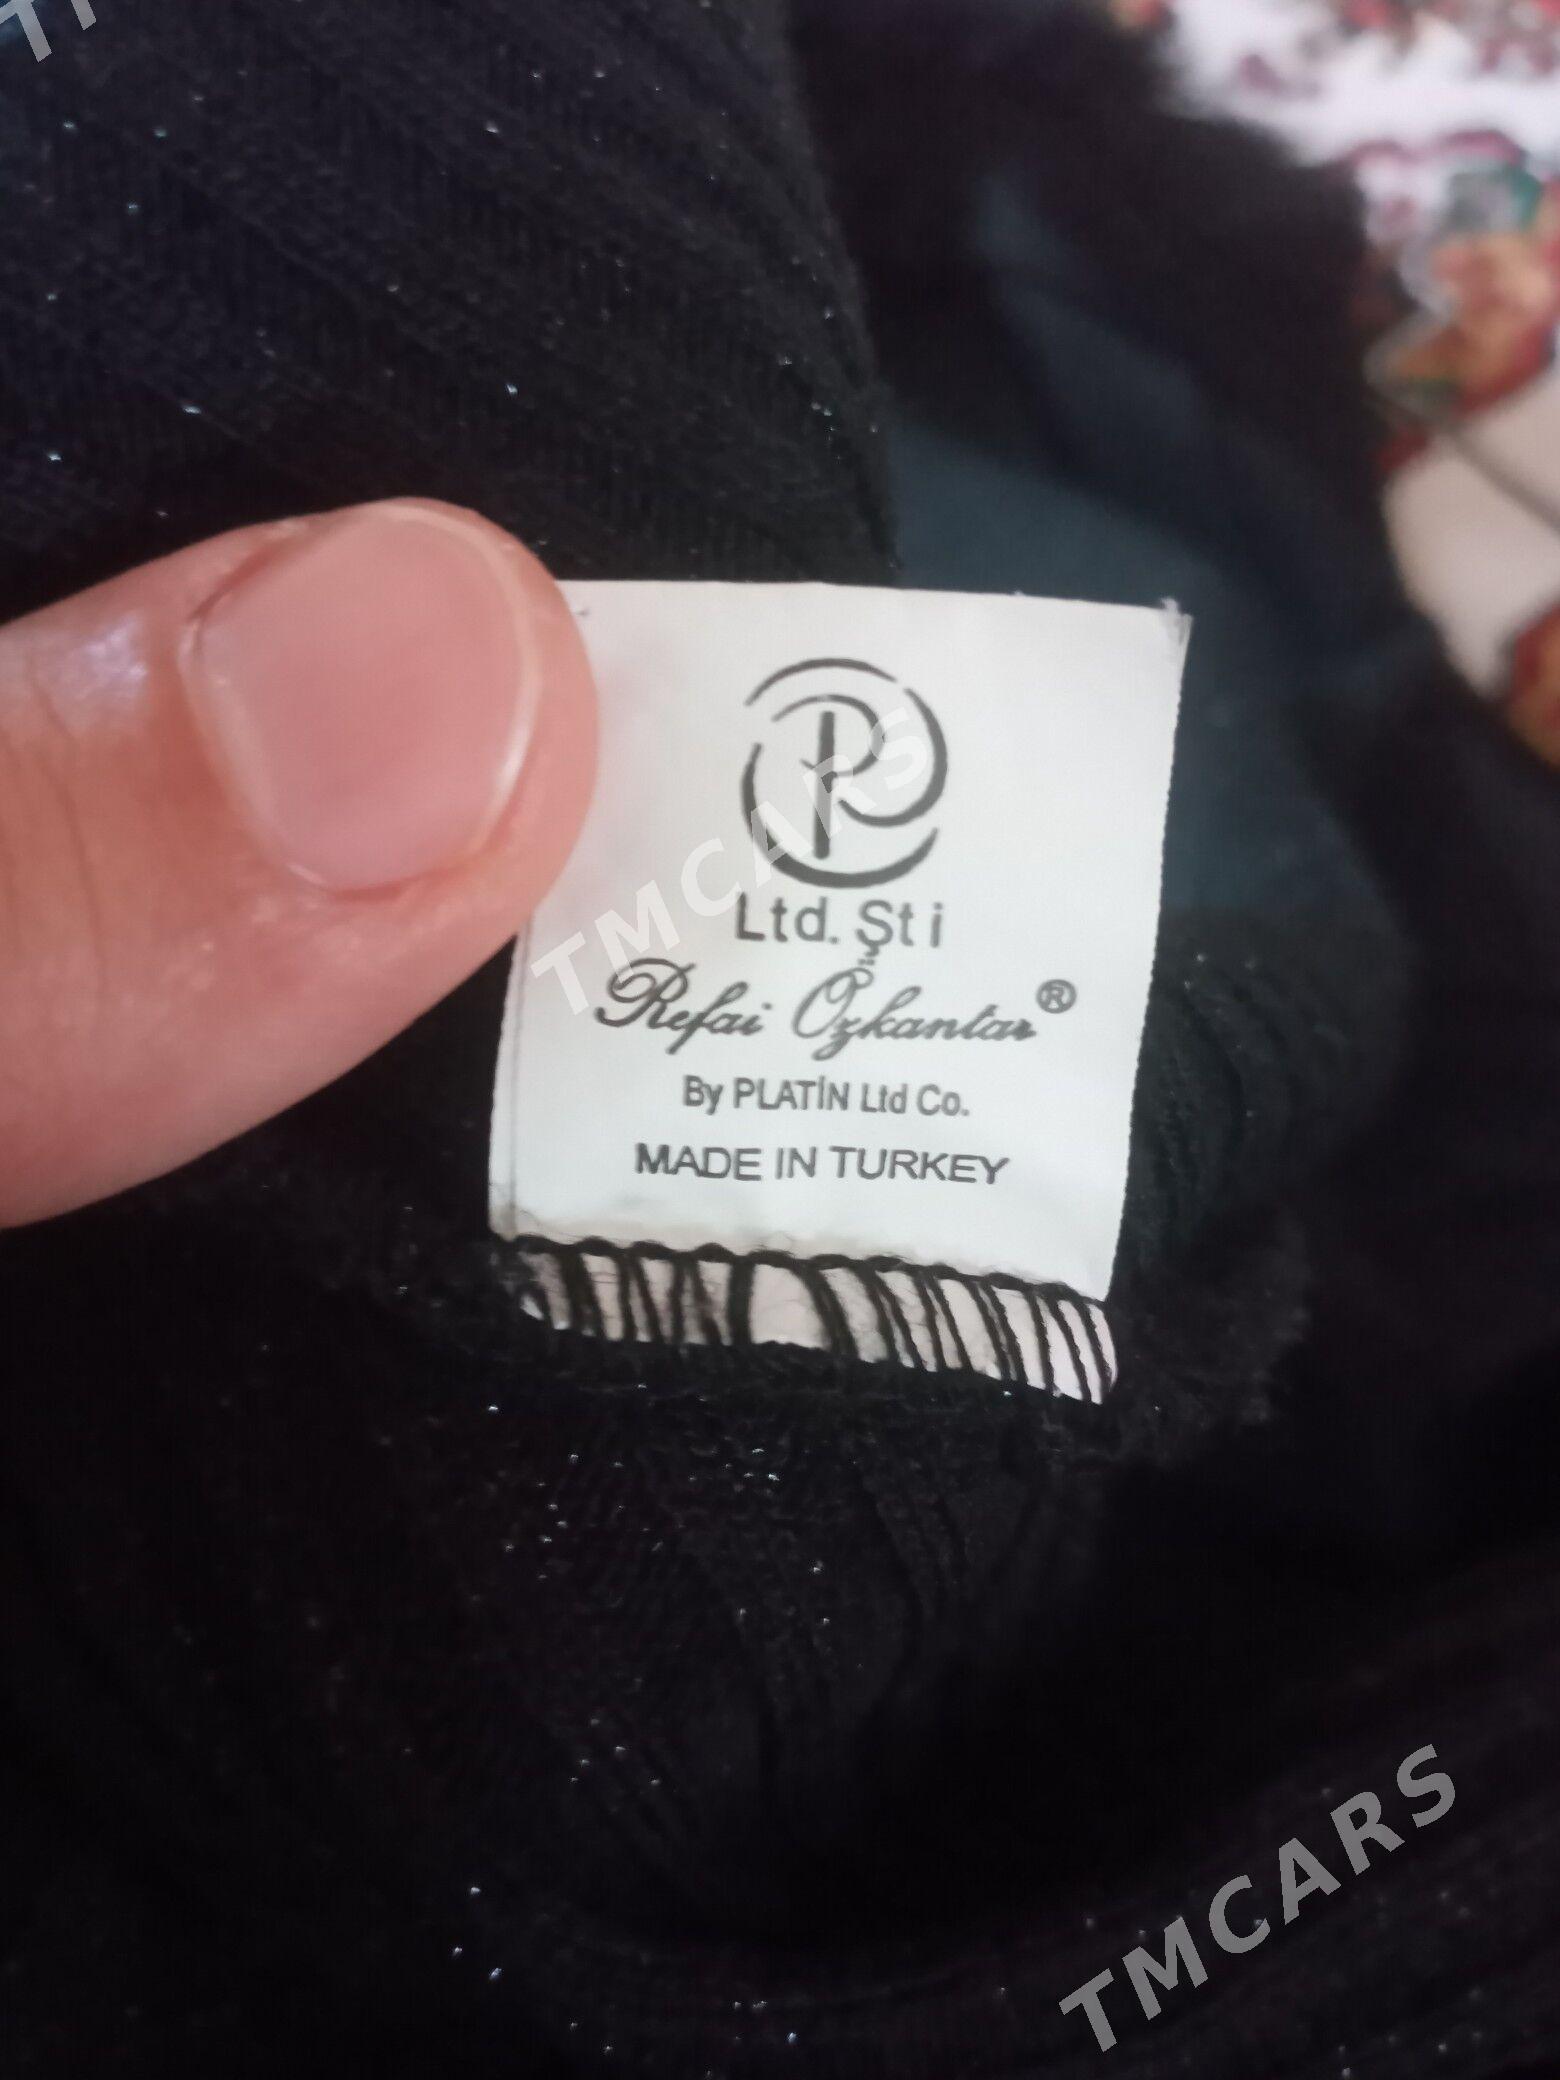 R
Ltd. Şti
Refai Özkantar®
By PLATİN Ltd Co.
MADE IN TURKEY
TMCARS
TMCARS